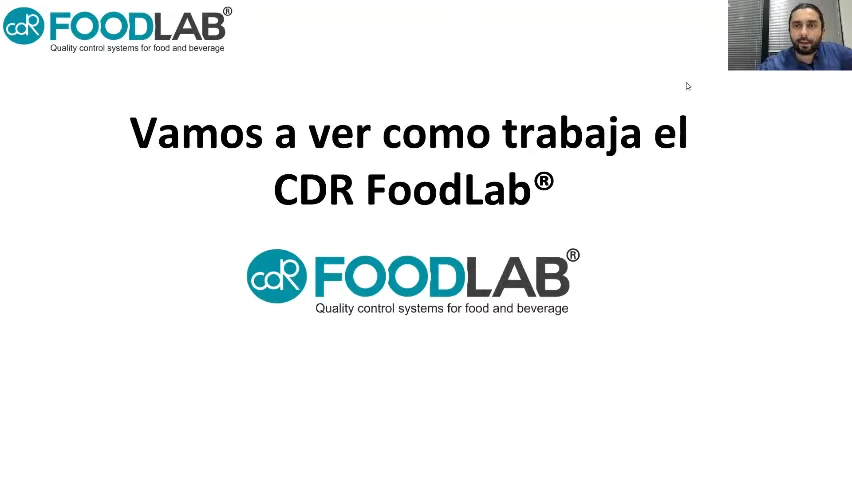 cdR FOODLAB®
Quality control systems for food and beverage
Vamos a ver como trabaja el
CDR FoodLab®
cdR FOODLAB®
Quality control systems for food and beverage